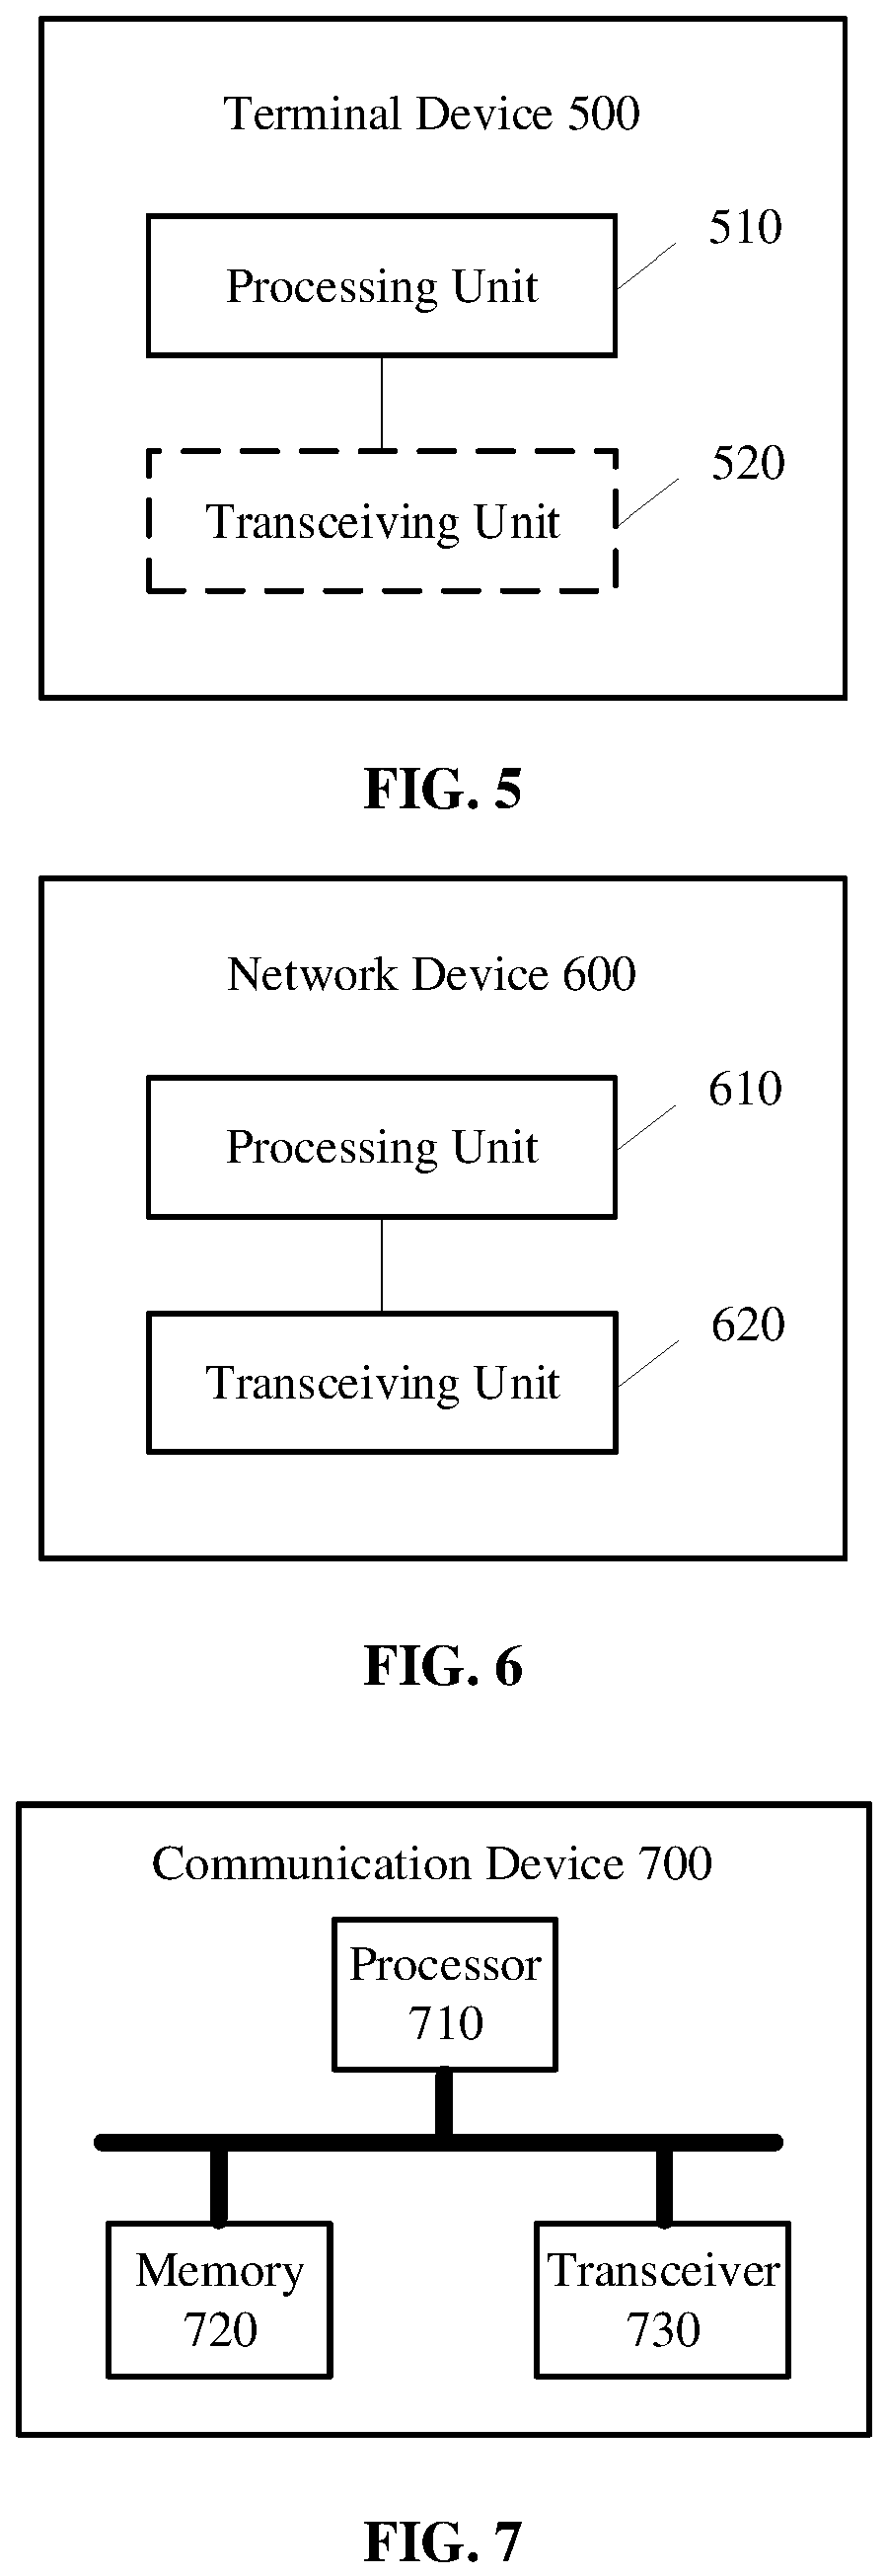 Terminal Device 500
510
Processing Unit
520
Transceiving Unit
FIG. 5
Network Device 600
610
Processing Unit
620
Transceiving Unit
FIG. 6
Communication Device 700
Processor
710
Memory
720
Transceiver
730
FIG. 7